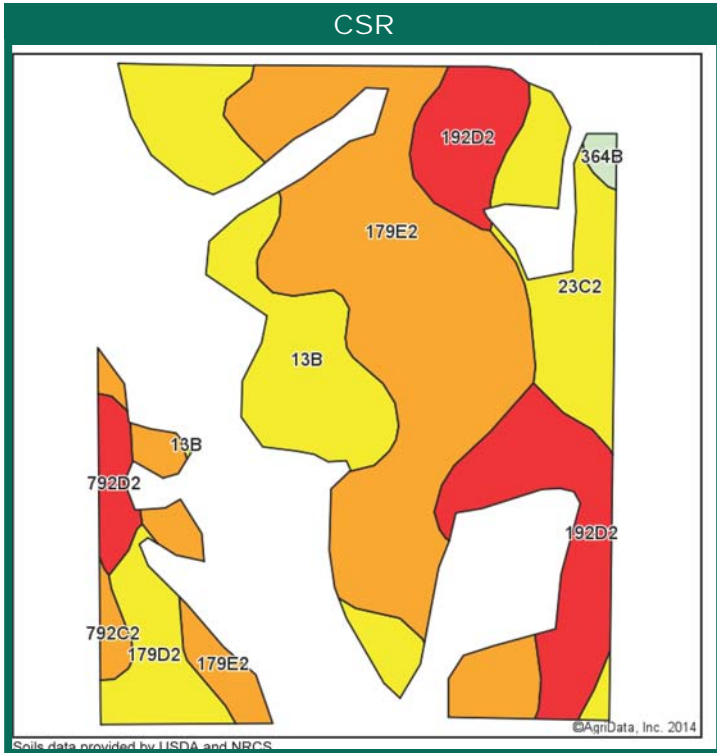 CSR
192D2
364B
179E2
23C2
13B
13B
792D2
192D2
792C2
179D2
179E2
©AgriData, Inc. 2014
Soils data provided by USDA and NRCS.